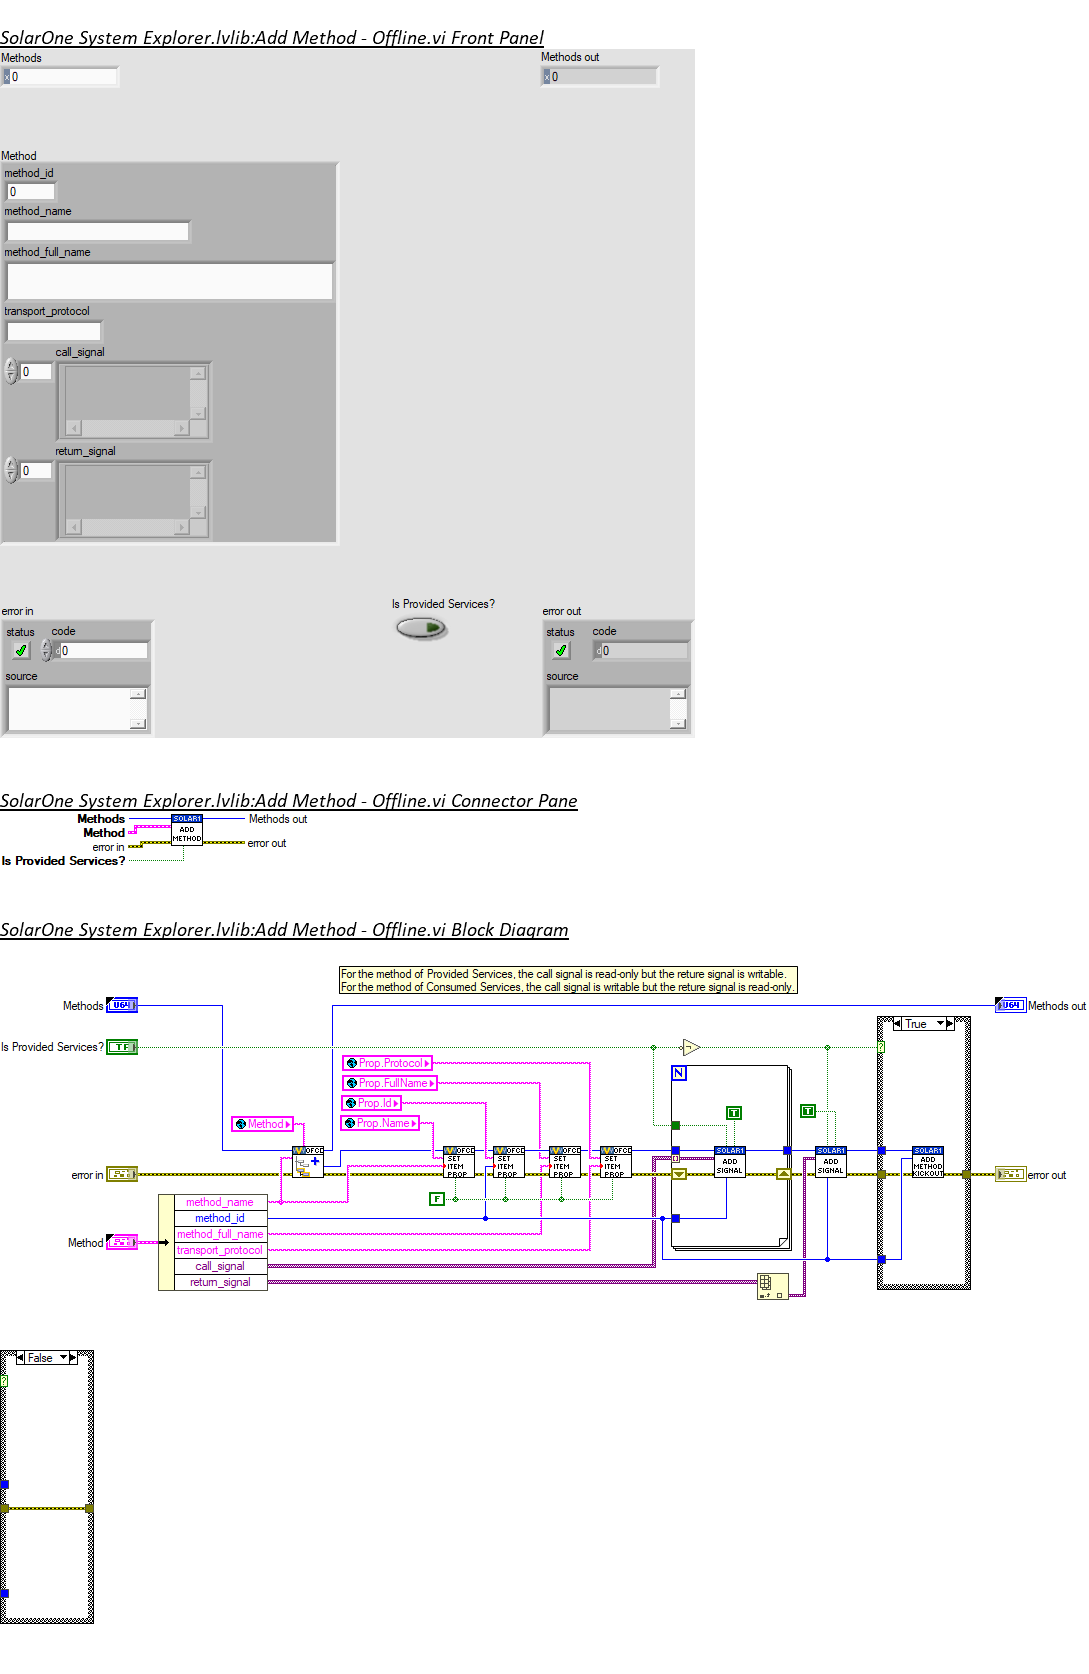 SolarOne System Explorer.lvlib:Add Method - Offline.vi Front Panel
Methods
x 0
Methods out
x 0
Method
method_id
0
method_name
method_full_name
transport_protocol
call_signal
0
return_signal
0
Is Provided Services?
error in
status
code
d 0
source
error out
status
code
d 0
source
SolarOne System Explorer.lvlib:Add Method - Offline.vi Connector Pane
Methods
Method
error in
Is Provided Services?
SOLAR1
ADD
METHOD
Methods out
error out
SolarOne System Explorer.lvlib:Add Method - Offline.vi Block Diagram
For the method of Provided Services, the call signal is read-only but the reture signal is writable.
For the method of Consumed Services, the call signal is writable but the reture signal is read-only.
Methods
U64
U64
Methods out
Is Provided Services?
TF
True
?
Prop.Protocol
Prop.FullName
Prop.Id
Prop.Name
Method
N
T
T
OFCD
OFCD
SET
ITEM
PROP
OFCD
SET
ITEM
PROP
OFCD
SET
ITEM
PROP
OFCD
SET
ITEM
PROP
SOLAR1
ADD
SIGNAL
SOLAR1
ADD
SIGNAL
SOLAR1
ADD
METHOD
KICKOUT
error in
error out
F
Method
method_name
method_id
method_full_name
transport_protocol
call_signal
return_signal
False
?